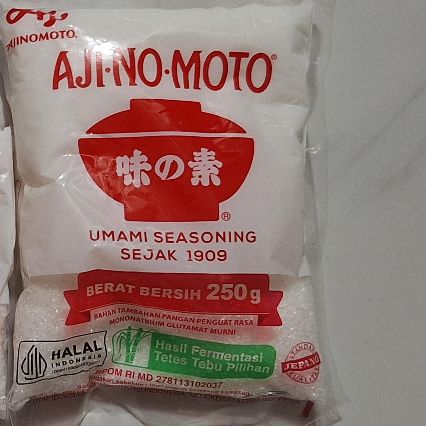 AJINOMOTO®
AJI-NO-MOTO®
味の素
®
UMAMI SEASONING
SEJAK 1909
BERAT BERSIH 250g
BAHAN TAMBAHAN PANGAN PENGUAT RASA
MONONATRIUM GLUTAMAT MURNI
HALAL
INDONESIA
Hasil Fermentasi
Tetes Tebu Pilihan
STANDAR
JEPANG
BPOM RI MD 278113102037